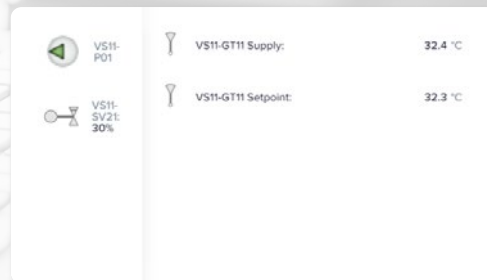 VS11-
P01
VS11-
SV21:
30%
VS11-GT11 Supply: 32.4 °C
VS11-GT11 Setpoint: 32.3 °C